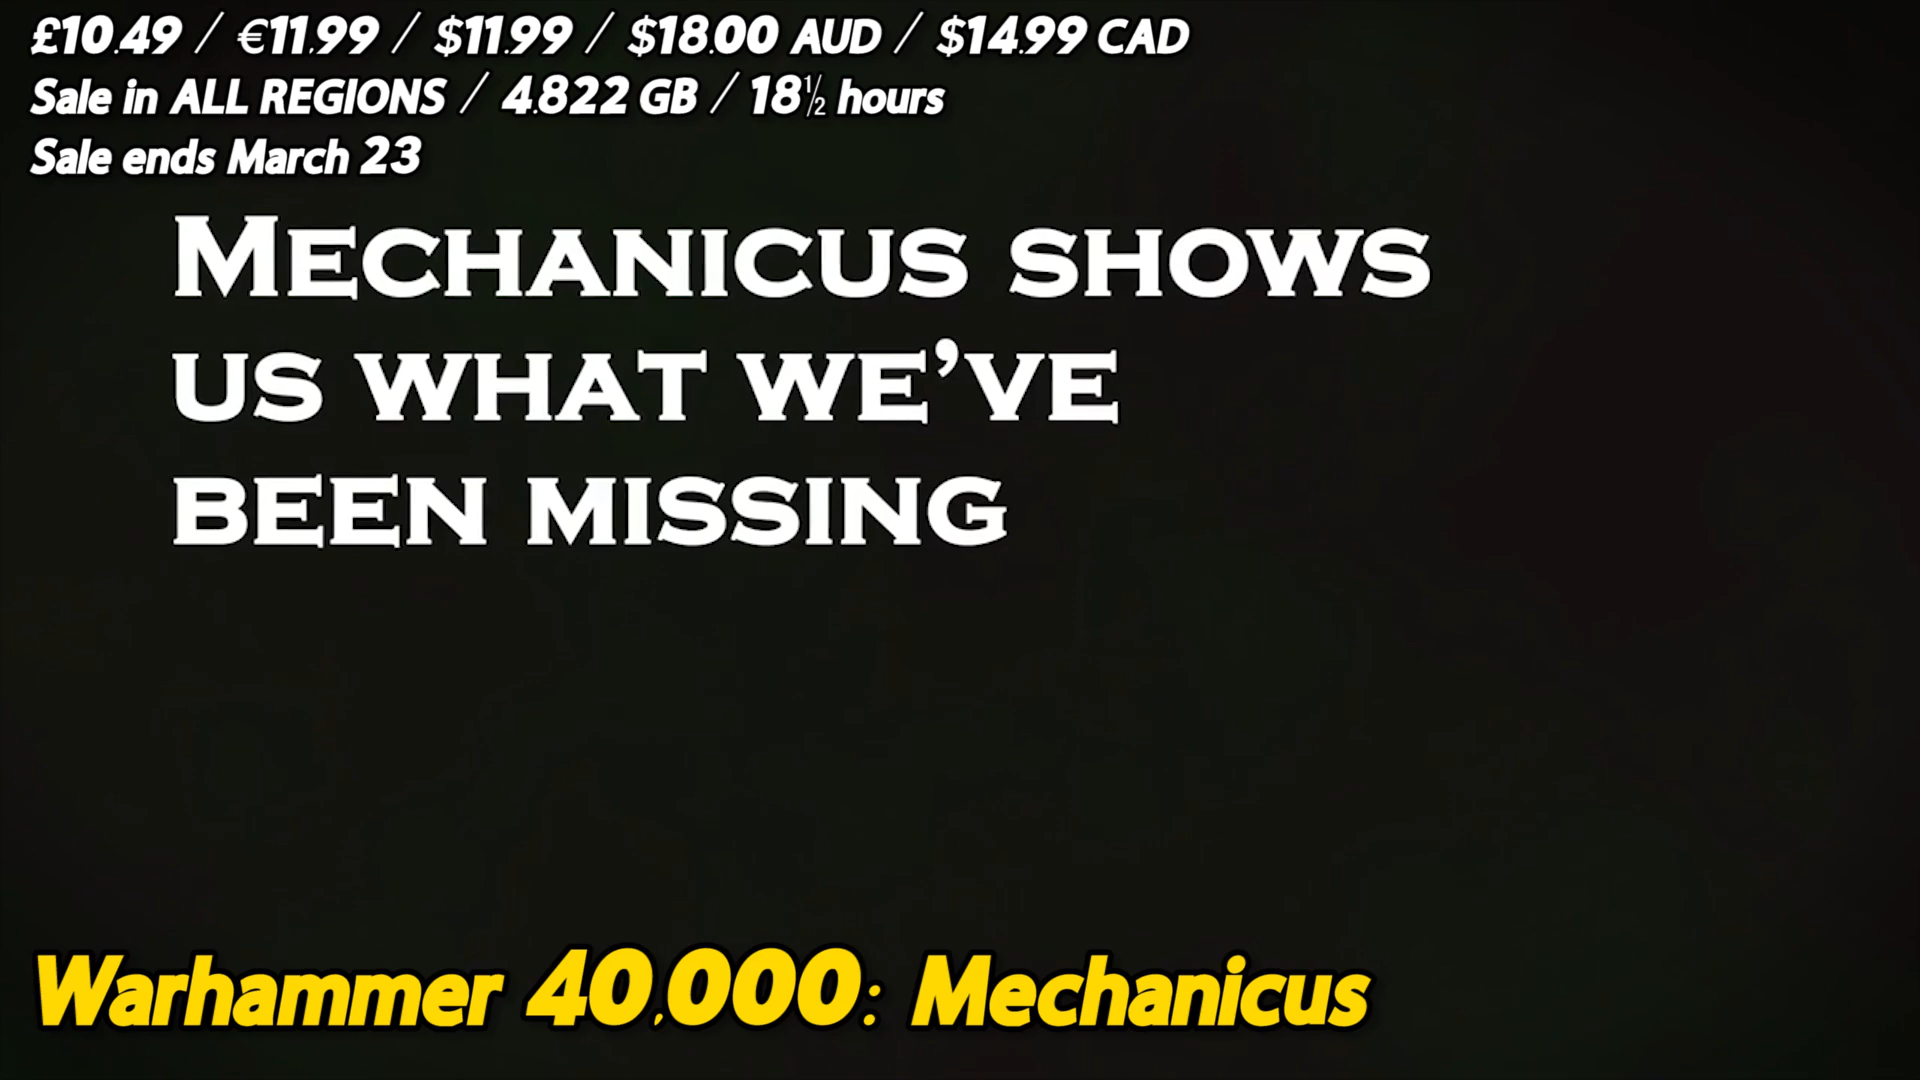 £10.49 / €11.99 / $11.99 / $18.00 AUD / $14.99 CAD
Sale in ALL REGIONS / 4.822 GB / 18½ hours
Sale ends March 23
MECHANICUS SHOWS
US WHAT WE’VE
BEEN MISSING
Warhammer 40,000: Mechanicus